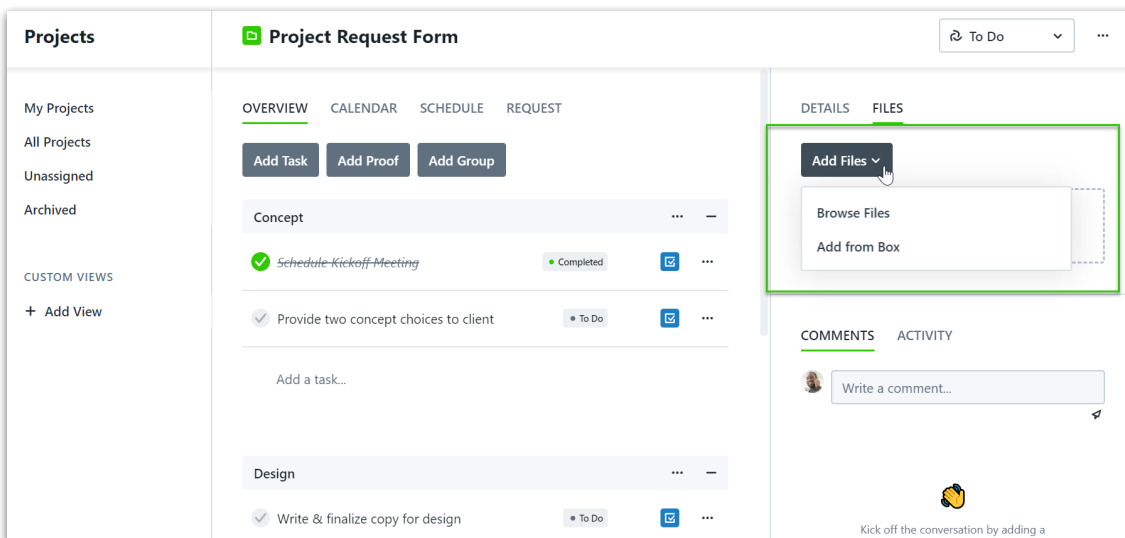 Projects
Project Request Form
To Do
My Projects
All Projects
Unassigned
Archived
CUSTOM VIEWS
+ Add View
OVERVIEW CALENDAR SCHEDULE REQUEST
Add Task Add Proof Add Group
Concept
Schedule Kickoff Meeting Completed
Provide two concept choices to client To Do
Add a task...
Design
Write & finalize copy for design To Do
DETAILS FILES
Add Files
Browse Files
Add from Box
COMMENTS ACTIVITY
Write a comment...
Kick off the conversation by adding a